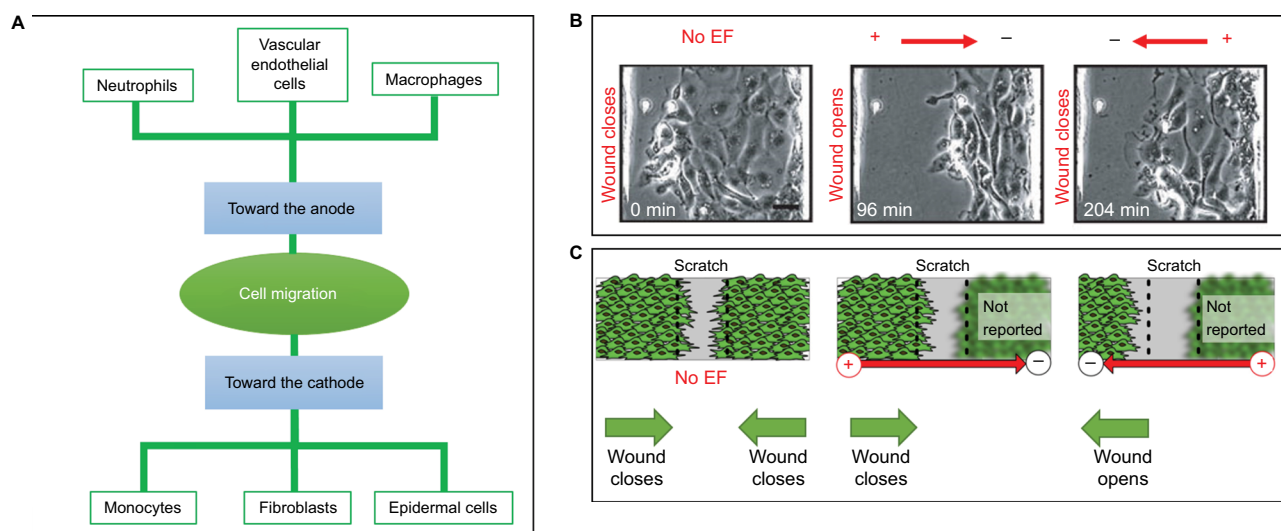 A
Neutrophils
Vascular
endothelial
cells
Macrophages
Toward the anode
Cell migration
Toward the cathode
Monocytes
Fibroblasts
Epidermal cells
B
No EF
+
–
–
+
Wound closes
0 min
Wound opens
96 min
Wound closes
204 min
C
Scratch
Scratch
Scratch
Not
reported
Not
reported
No EF
+
–
–
+
Wound
closes
Wound
closes
Wound
closes
Wound
opens